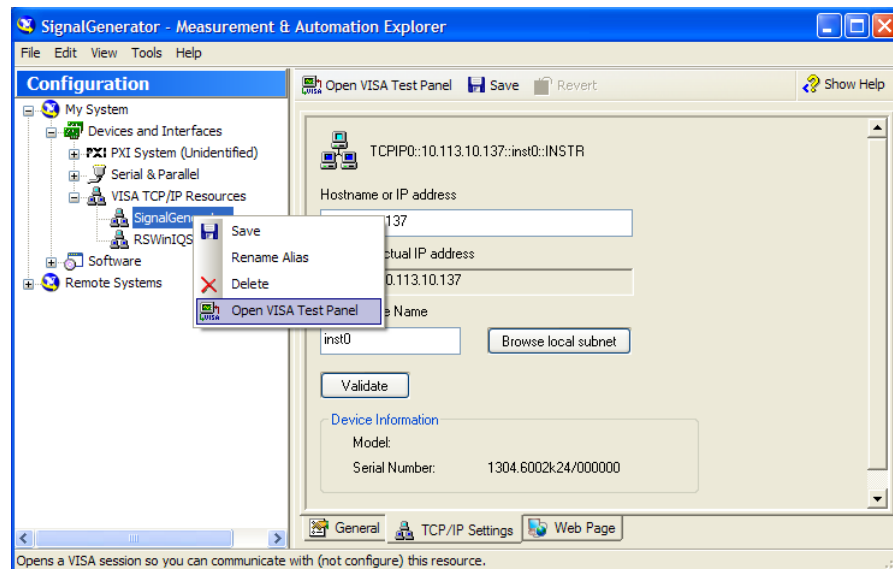 SignalGenerator - Measurement & Automation Explorer
File Edit View Tools Help
Configuration
My System
Devices and Interfaces
PXI PXI System (Unidentified)
Serial & Parallel
VISA TCP/IP Resources
SignalGen
RSWinIQS
Software
Remote Systems
Save
Rename Alias
Delete
VISA Open VISA Test Panel
VISA Open VISA Test Panel Save Revert Show Help
TCPIP0::10.113.10.137::inst0::INSTR
Hostname or IP address
137
ctual IP address
0.113.10.137
e Name
inst0 Browse local subnet
Validate
Device Information
Model:
Serial Number: 1304.6002k24/000000
General TCP/IP Settings Web Page
Opens a VISA session so you can communicate with (not configure) this resource.